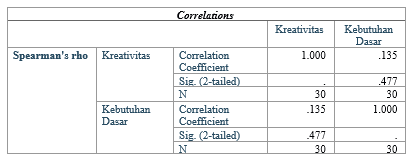 Correlations
Kreativitas Kebutuhan Dasar
Spearman's rho Kreativitas Correlation Coefficient 1.000 .135
Sig. (2-tailed) . .477
N 30 30
Kebutuhan Dasar Correlation Coefficient .135 1.000
Sig. (2-tailed) .477 .
N 30 30